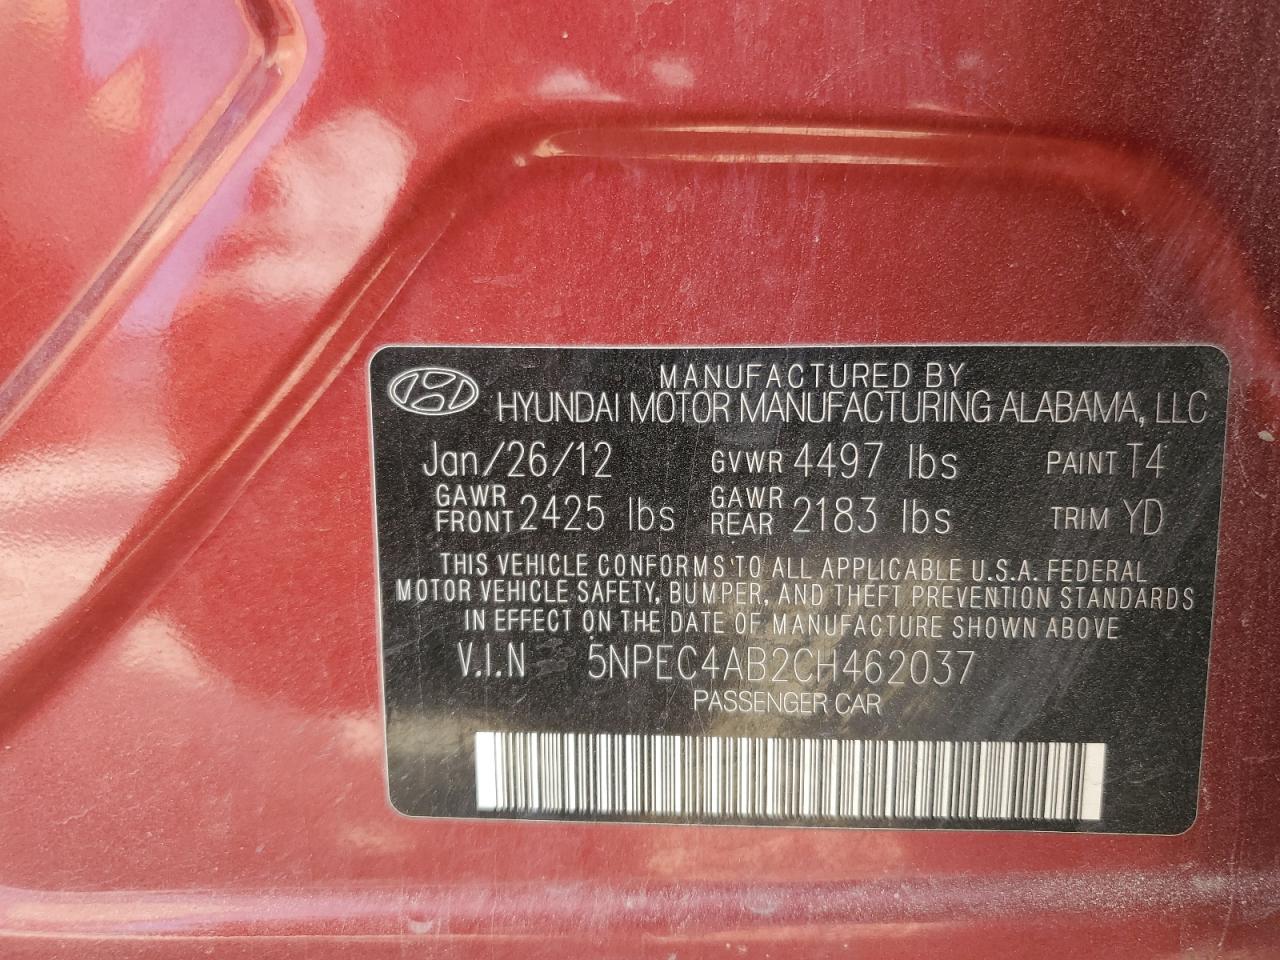 MANUFACTURED BY
HYUNDAI MOTOR MANUFACTURING ALABAMA, LLC
Jan/26/12 GVWR 4497 lbs PAINT T4
GAWR FRONT 2425 lbs GAWR REAR 2183 lbs TRIM YD
THIS VEHICLE CONFORMS TO ALL APPLICABLE U.S.A. FEDERAL
MOTOR VEHICLE SAFETY, BUMPER, AND THEFT PREVENTION STANDARDS
IN EFFECT ON THE DATE OF MANUFACTURE SHOWN ABOVE
V.I.N 5NPEC4AB2CH462037
PASSENGER CAR